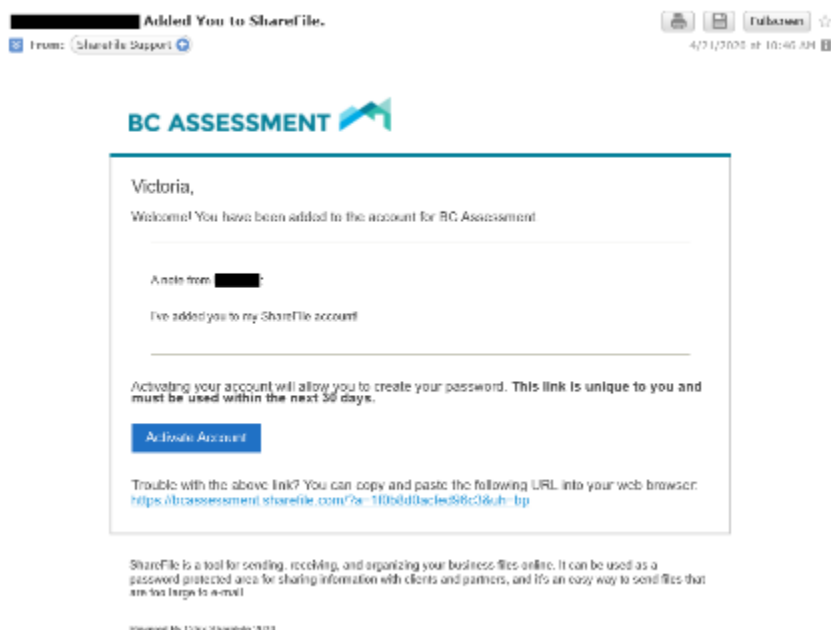 Added You to ShareFile.
Fullscreen
From: ShareFile Support
4/21/2020 at 10:46 AM
BC ASSESSMENT
Victoria,
Welcome! You have been added to the account for BC Assessment
A note from :
I've added you to my ShareFile account!
Activating your account will allow you to create your password. This link is unique to you and
must be used within the next 30 days.
Activate Account
Trouble with the above link? You can copy and paste the following URL into your web browser:
ShareFile is a tool for sending, receiving, and organizing your business files online. It can be used as a
password protected area for sharing information with clients and partners, and it's an easy way to send files that
are too large to e-mail